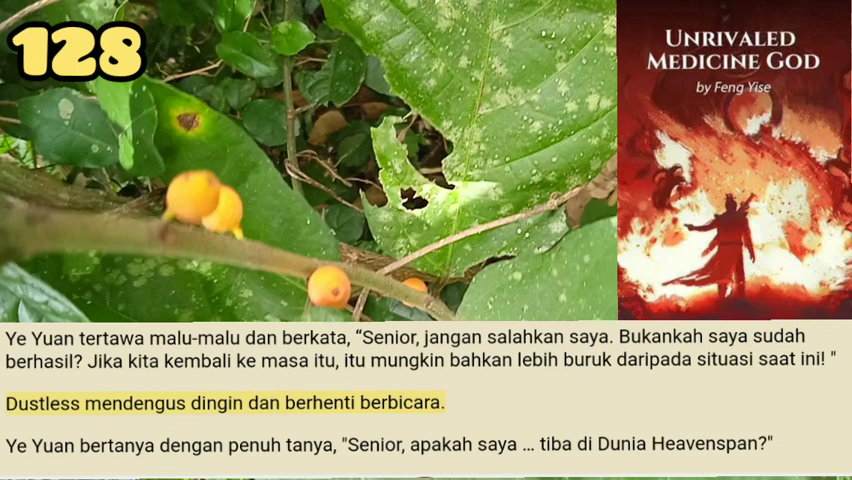 128
UNRIVALED
MEDICINE GOD
by Feng Yise
Ye Yuan tertawa malu-malu dan berkata, “Senior, jangan salahkan saya. Bukankah saya sudah
berhasil? Jika kita kembali ke masa itu, itu mungkin bahkan lebih buruk daripada situasi saat ini! "
Dustless mendengus dingin dan berhenti berbicara.
Ye Yuan bertanya dengan penuh tanya, "Senior, apakah saya ... tiba di Dunia Heavenspan?"